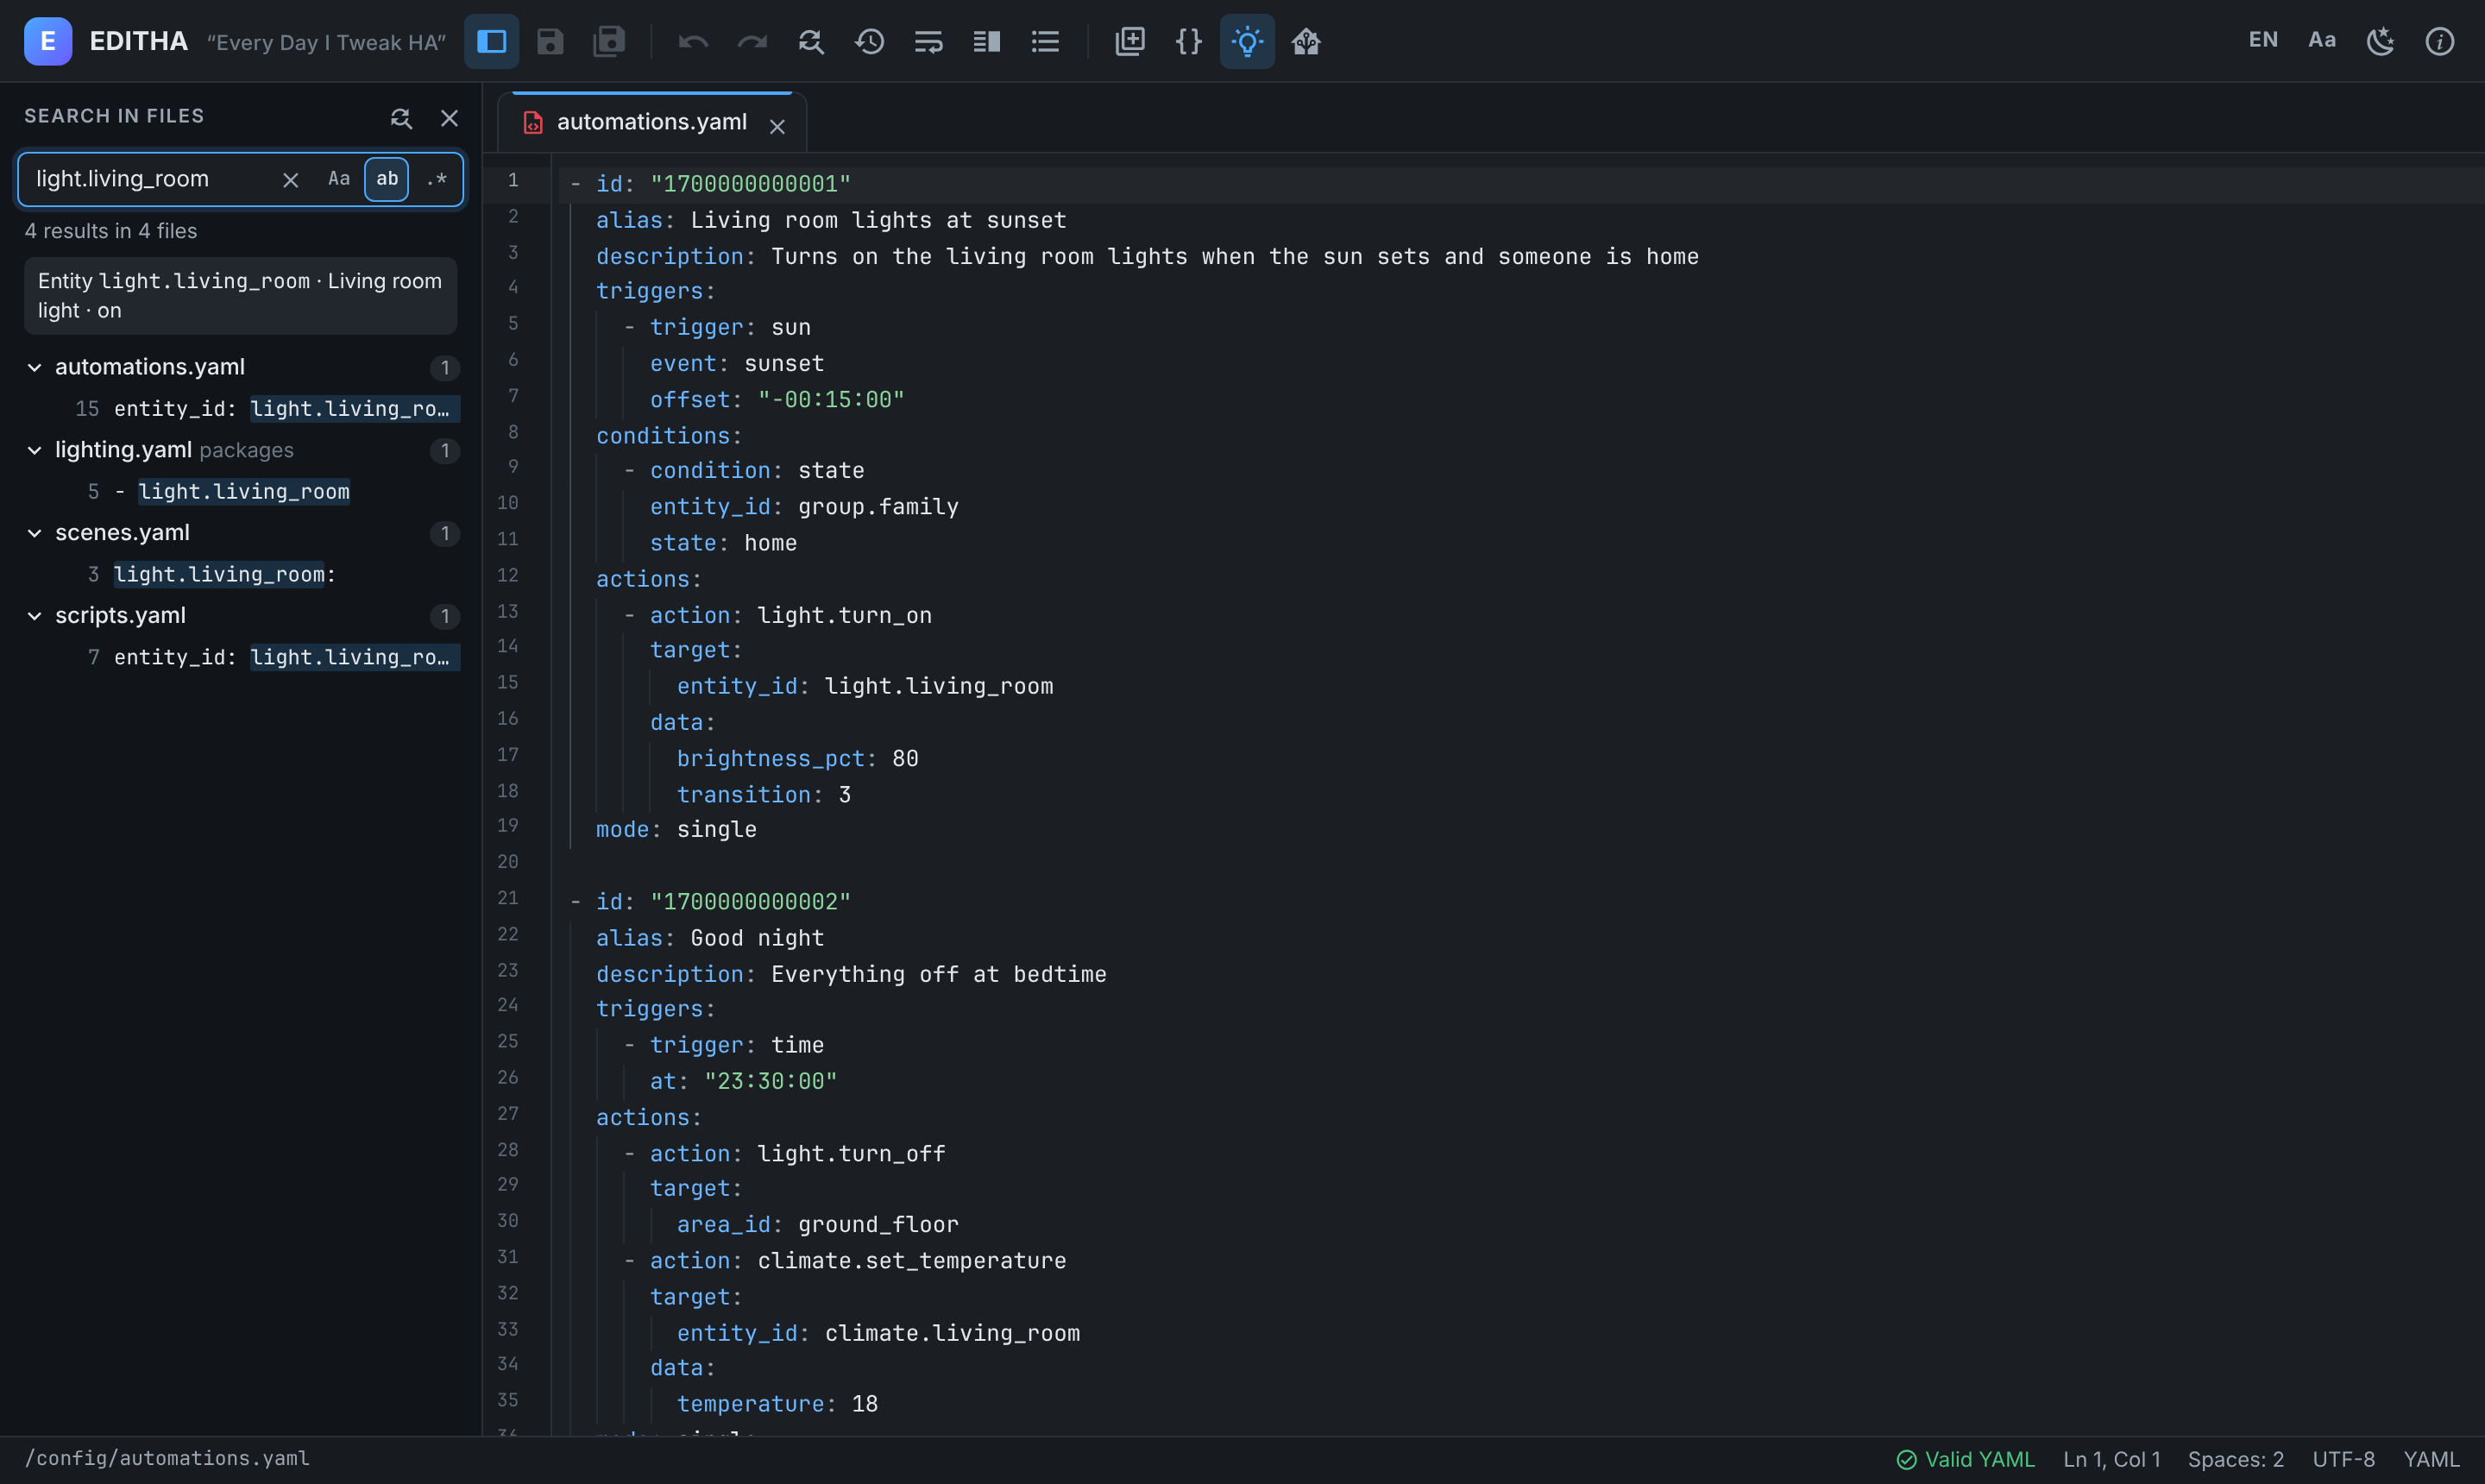 E EDITHA “Every Day I Tweak HA” EN Aa
SEARCH IN FILES
light.living_room Aa ab .*
4 results in 4 files
Entity light.living_room · Living room
light · on
automations.yaml 1
15 entity_id: light.living_ro…
lighting.yaml packages 1
5 - light.living_room
scenes.yaml 1
3 light.living_room:
scripts.yaml 1
7 entity_id: light.living_ro…
automations.yaml
1 - id: "1700000000001"
2 alias: Living room lights at sunset
3 description: Turns on the living room lights when the sun sets and someone is home
4 triggers:
5 - trigger: sun
6 event: sunset
7 offset: "-00:15:00"
8 conditions:
9 - condition: state
10 entity_id: group.family
11 state: home
12 actions:
13 - action: light.turn_on
14 target:
15 entity_id: light.living_room
16 data:
17 brightness_pct: 80
18 transition: 3
19 mode: single
20
21 - id: "1700000000002"
22 alias: Good night
23 description: Everything off at bedtime
24 triggers:
25 - trigger: time
26 at: "23:30:00"
27 actions:
28 - action: light.turn_off
29 target:
30 area_id: ground_floor
31 - action: climate.set_temperature
32 target:
33 entity_id: climate.living_room
34 data:
35 temperature: 18
/config/automations.yaml Valid YAML Ln 1, Col 1 Spaces: 2 UTF-8 YAML